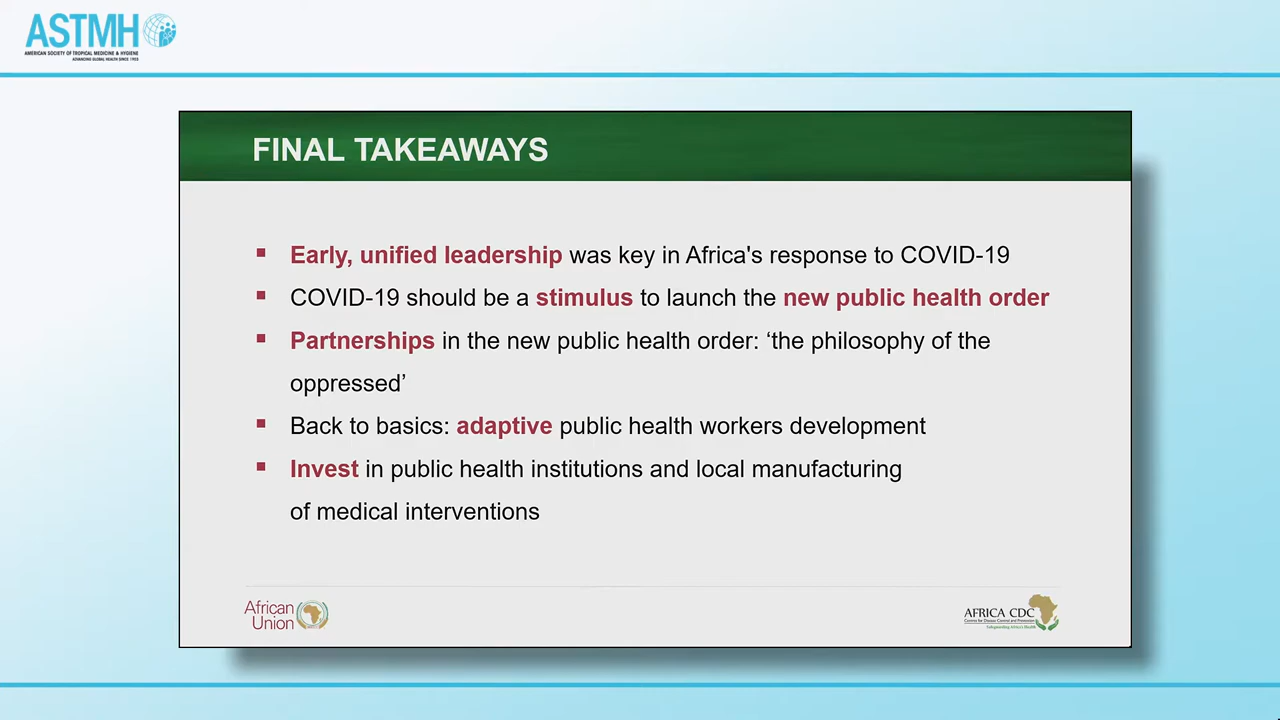 ASTMH
AMERICAN SOCIETY OF TROPICAL MEDICINE & HYGIENE
ADVANCING GLOBAL HEALTH SINCE 1903
FINAL TAKEAWAYS
▪ Early, unified leadership was key in Africa's response to COVID-19
▪ COVID-19 should be a stimulus to launch the new public health order
▪ Partnerships in the new public health order: ‘the philosophy of the
oppressed’
▪ Back to basics: adaptive public health workers development
▪ Invest in public health institutions and local manufacturing
of medical interventions
African
Union
AFRICA CDC
Centres for Disease Control and Prevention
Safeguarding Africa's Health